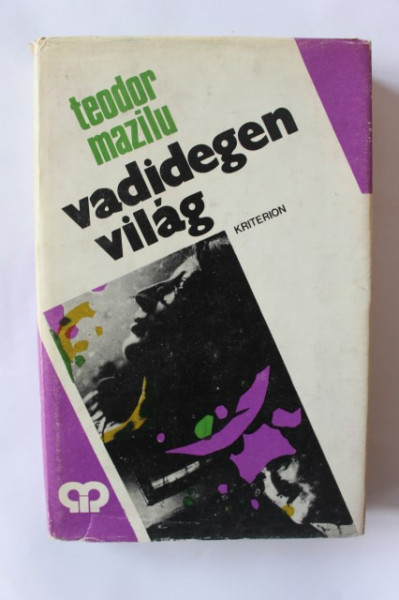 teodor
mazilu
vadidegen
világ
KRITERION